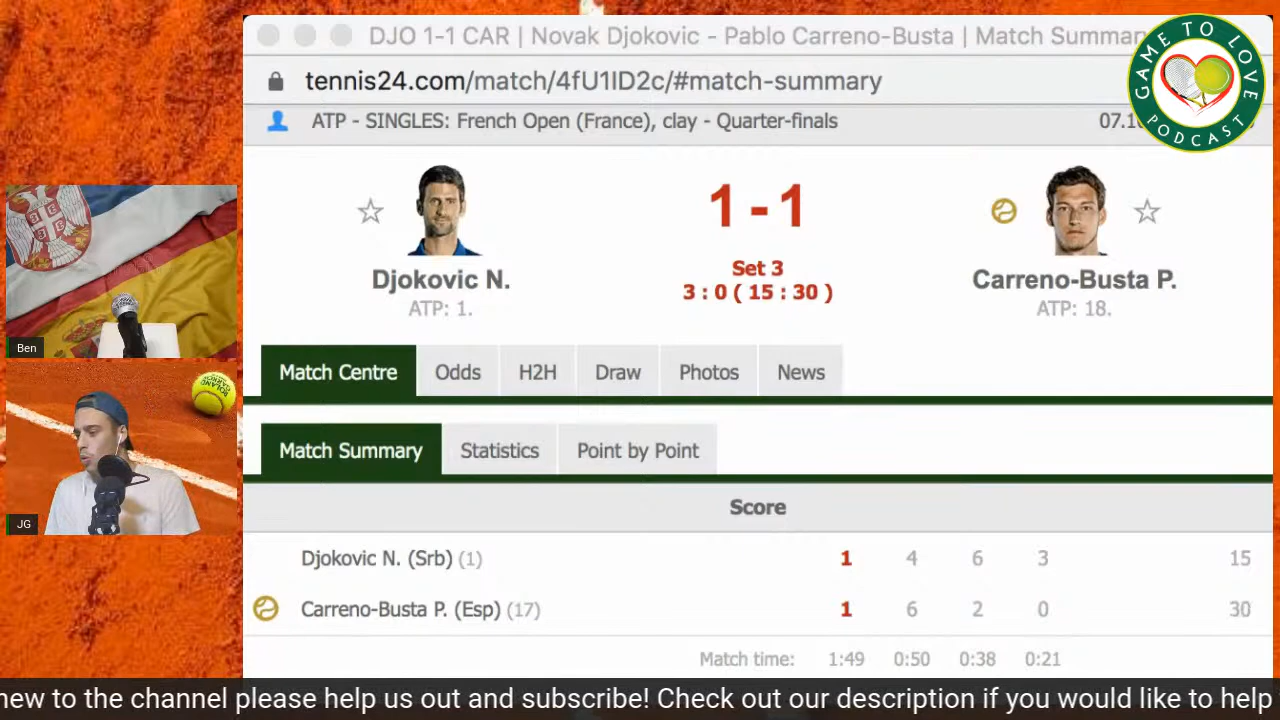 DJO 1-1 CAR | Novak Djokovic - Pablo Carreno-Busta | Match Summar
tennis24.com/match/4fU1ID2c/#match-summary
GAME TO LOVE
PODCAST
ATP - SINGLES: French Open (France), clay - Quarter-finals
1 - 1
Set 3
3 : 0 ( 15 : 30 )
Djokovic N.
ATP: 1.
Carreno-Busta P.
ATP: 18.
Ben
Match Centre Odds H2H Draw Photos News
ROLAND GARROS
Match Summary Statistics Point by Point
Score
JG
Djokovic N. (Srb) (1) 1 4 6 3 15
Carreno-Busta P. (Esp) (17) 1 6 2 0 30
Match time: 1:49 0:50 0:38 0:21
new to the channel please help us out and subscribe! Check out our description if you would like to help